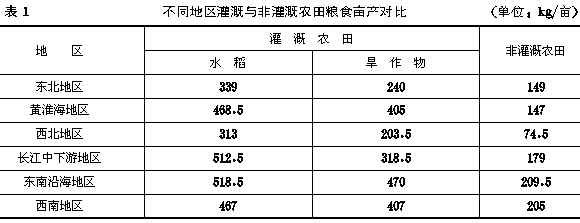 表1 不同地区灌溉与非灌溉农田粮食亩产对比 (单位: kg/亩)
地 区 灌溉农田 非灌溉农田
水稻 旱作物
东北地区 339 240 149
黄淮海地区 468.5 405 147
西北地区 313 203.5 74.5
长江中下游地区 512.5 318.5 179
东南沿海地区 518.5 470 209.5
西南地区 467 407 205